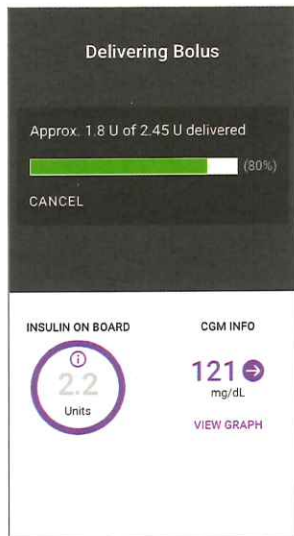 Delivering Bolus
Approx. 1.8 U of 2.45 U delivered
(80%)
CANCEL
INSULIN ON BOARD
2.2
Units
CGM INFO
121
mg/dL
VIEW GRAPH